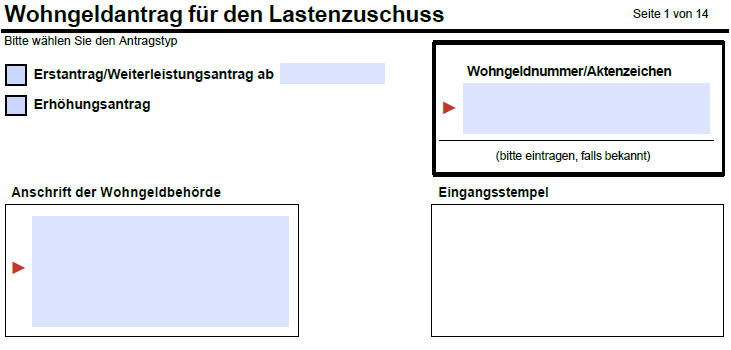 Wohngeldantrag für den Lastenzuschuss
Seite 1 von 14
Bitte wählen Sie den Antragstyp
Erstantrag/Weiterleistungsantrag ab
Erhöhungsantrag
Wohngeldnummer/Aktenzeichen
(bitte eintragen, falls bekannt)
Anschrift der Wohngeldbehörde
Eingangsstempel